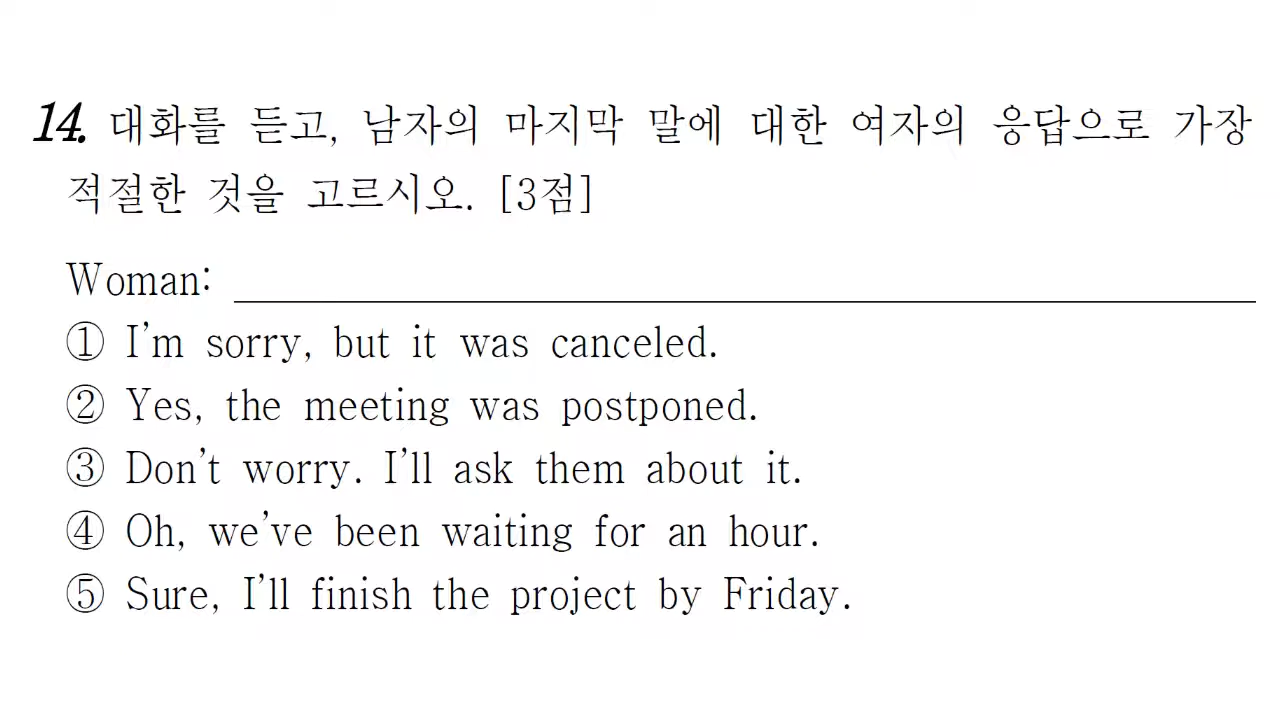 14. 대화를 듣고, 남자의 마지막 말에 대한 여자의 응답으로 가장
적절한 것을 고르시오. [3점]
Woman:
① I'm sorry, but it was canceled.
② Yes, the meeting was postponed.
③ Don't worry. I'll ask them about it.
④ Oh, we've been waiting for an hour.
⑤ Sure, I'll finish the project by Friday.